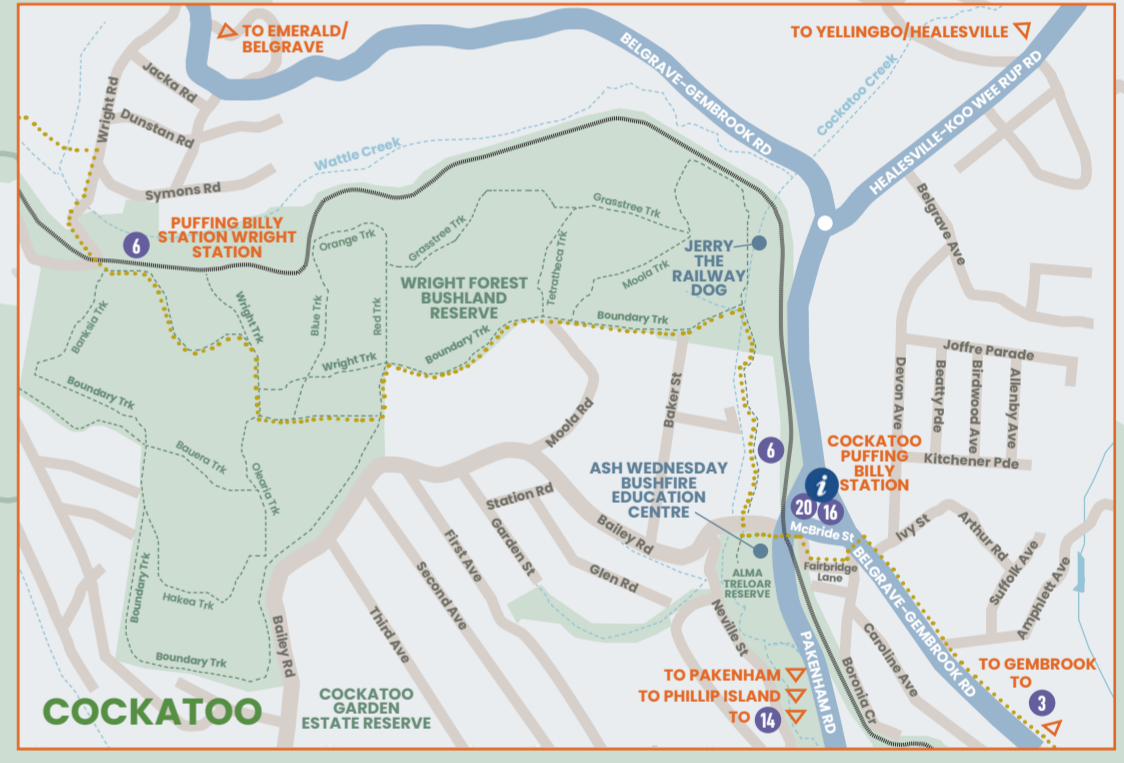 TO EMERALD/
BELGRAVE
TO YELLINGBO/HEALESVILLE
BELGRAVE-GEMBROOK RD
HEALESVILLE-KOO WEE RUP RD
Cockatoo Creek
Jacka Rd
Wright Rd
Dunstan Rd
Symons Rd
Wattle Creek
Belgrave Ave
6
PUFFING BILLY
STATION WRIGHT
STATION
Orange Trk
Grasstree Trk
Grasstree Trk
Tetratheca Trk
Moola Trk
JERRY
THE
RAILWAY
DOG
WRIGHT FOREST
BUSHLAND
RESERVE
Banksia Trk
Wright Trk
Blue Trk
Red Trk
Boundary Trk
Boundary Trk
Wright Trk
Boundary Trk
Joffre Parade
Devon Ave
Beatty Pde
Birdwood Ave
Allenby Ave
Kitchener Pde
Baker St
Moola Rd
Bauera Trk
Olearia Trk
6
COCKATOO
PUFFING
BILLY
STATION
i
20
16
McBride St
ASH WEDNESDAY
BUSHFIRE
EDUCATION
CENTRE
Station Rd
Bailey Rd
Garden St
First Ave
Glen Rd
Second Ave
Third Ave
Ivy St
Arthur Rd
Suffolk Ave
Amphlett Ave
Fairbridge
Lane
BELGRAVE-GEMBROOK RD
ALMA
TRELOAR
RESERVE
Neville St
Boundary Trk
Hakea Trk
Boundary Trk
Bailey Rd
Caroline Ave
Boronia Cr
PAKENHAM RD
TO PAKENHAM
TO PHILLIP ISLAND
TO 14
TO GEMBROOK
TO
3
COCKATOO
COCKATOO
GARDEN
ESTATE RESERVE